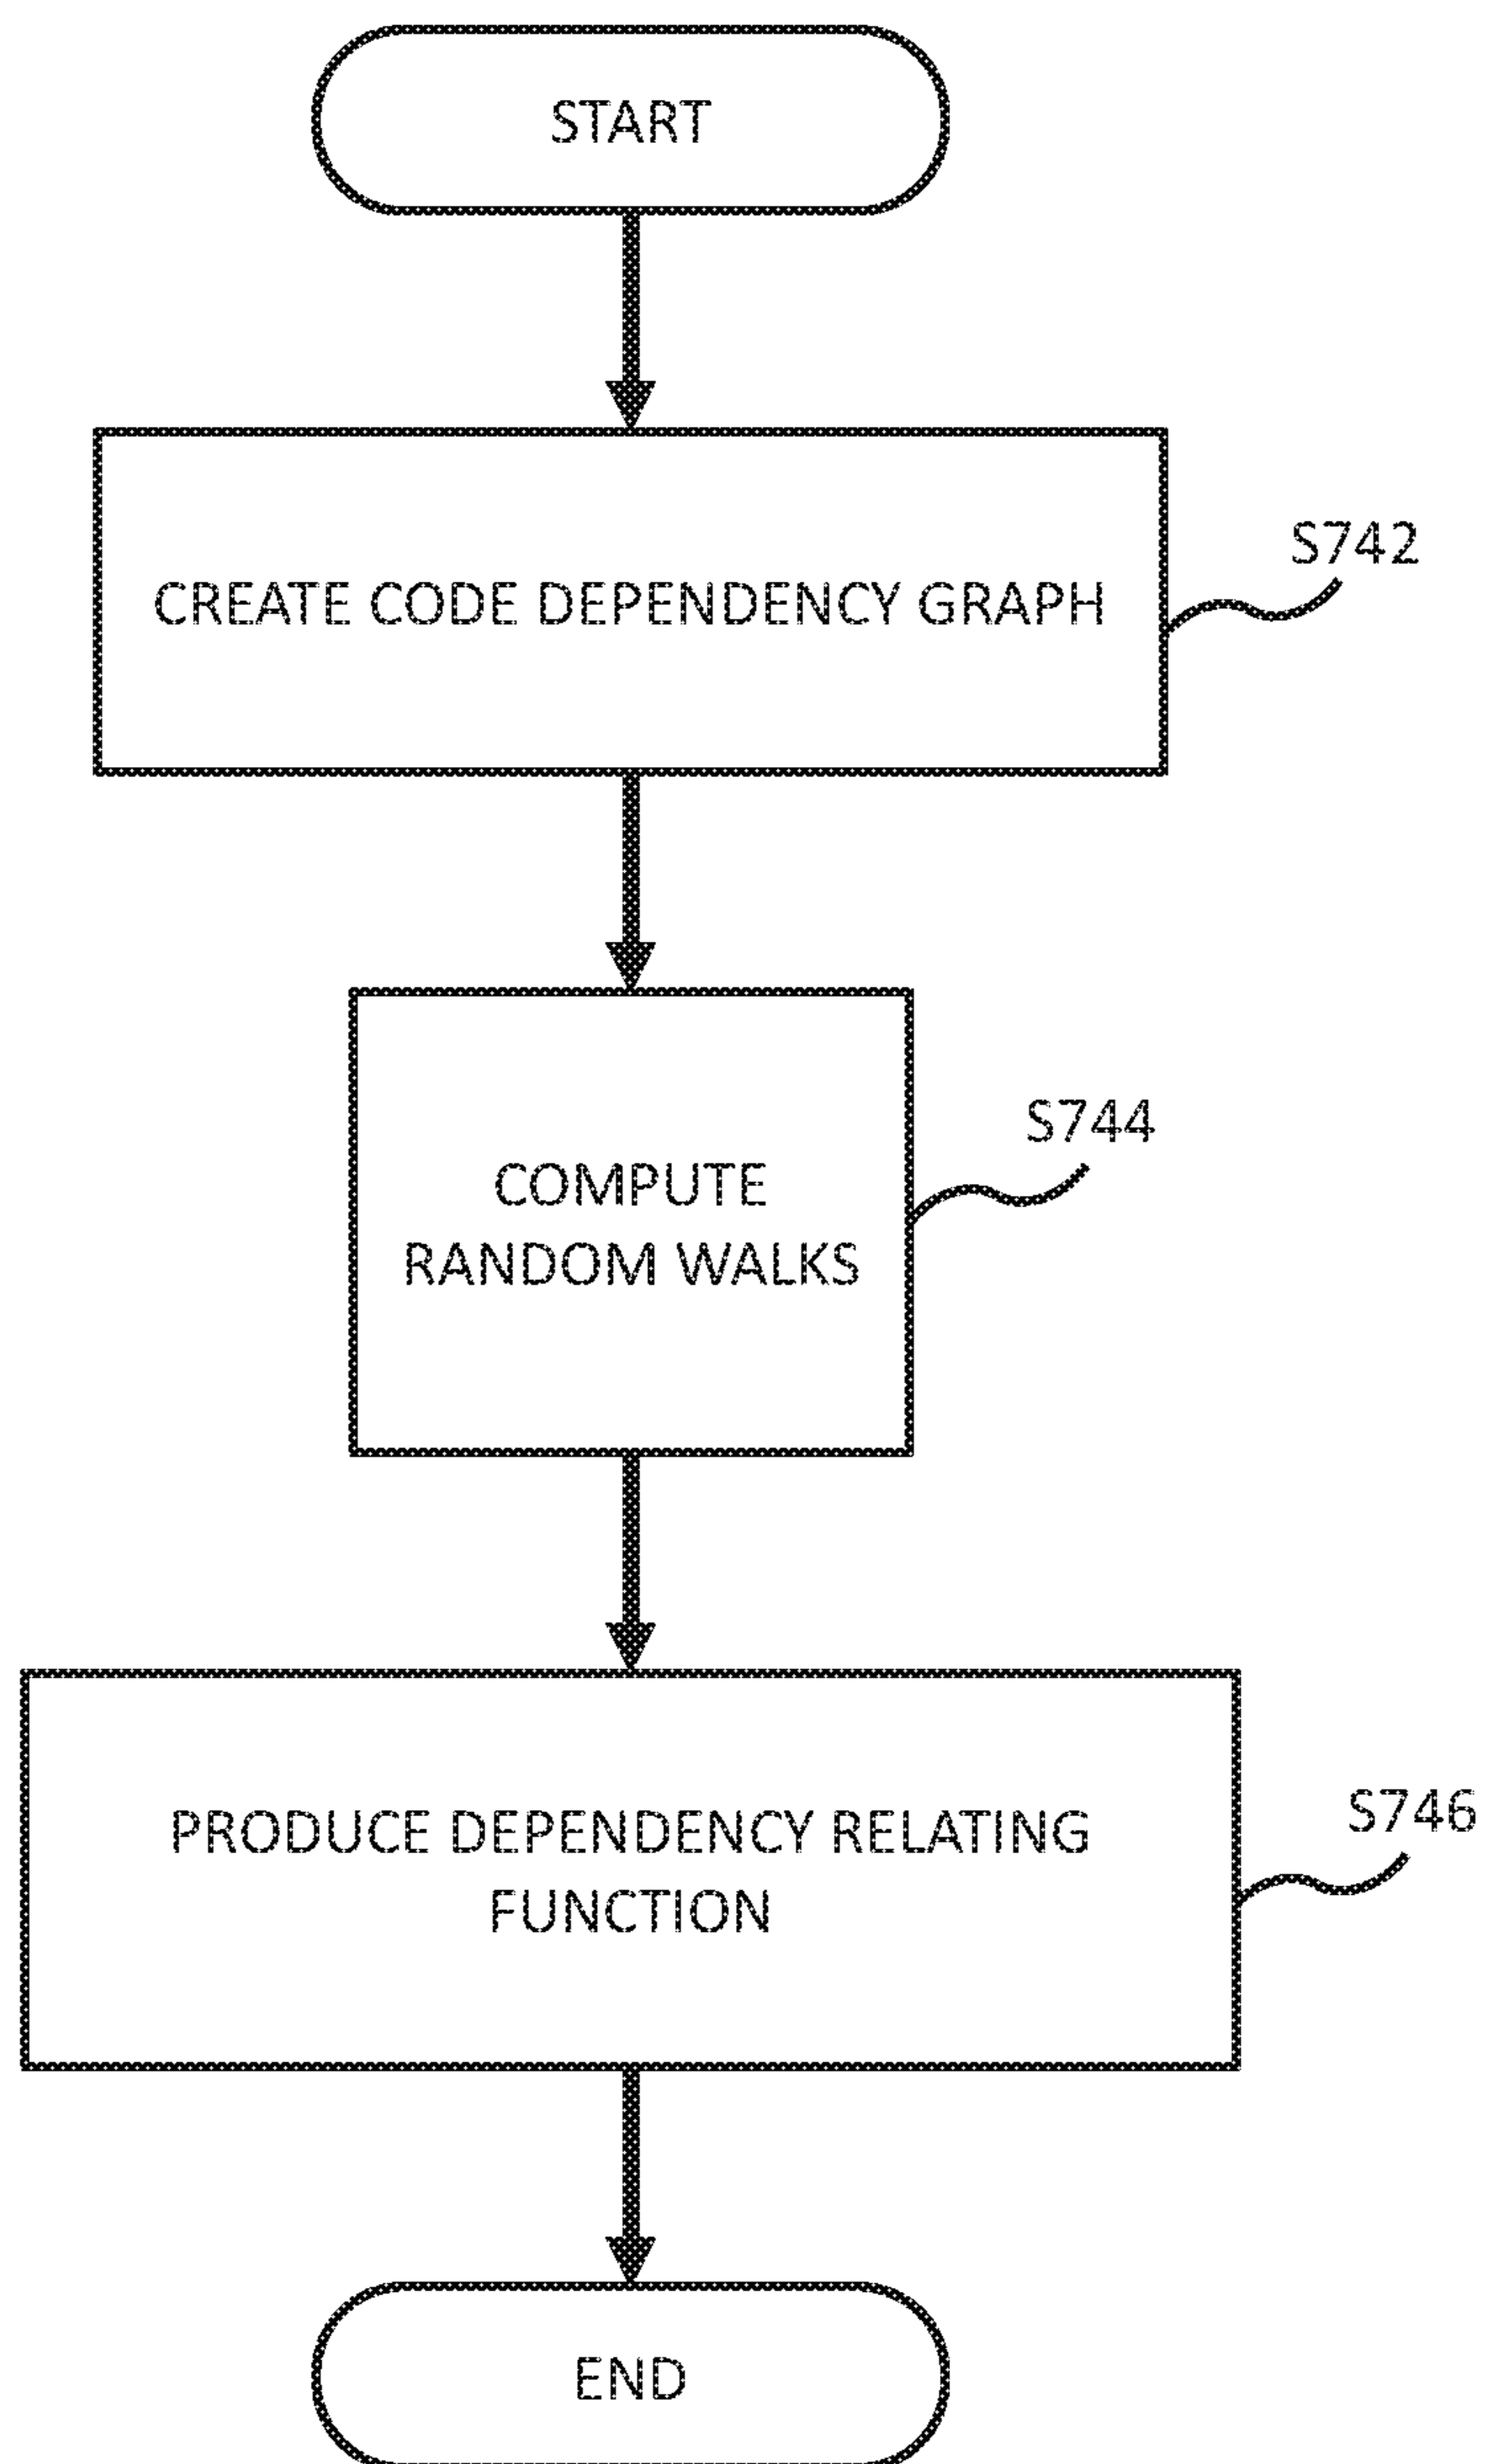 START
CREATE CODE DEPENDENCY GRAPH
S742
COMPUTE
RANDOM WALKS
S744
PRODUCE DEPENDENCY RELATING
FUNCTION
S746
END